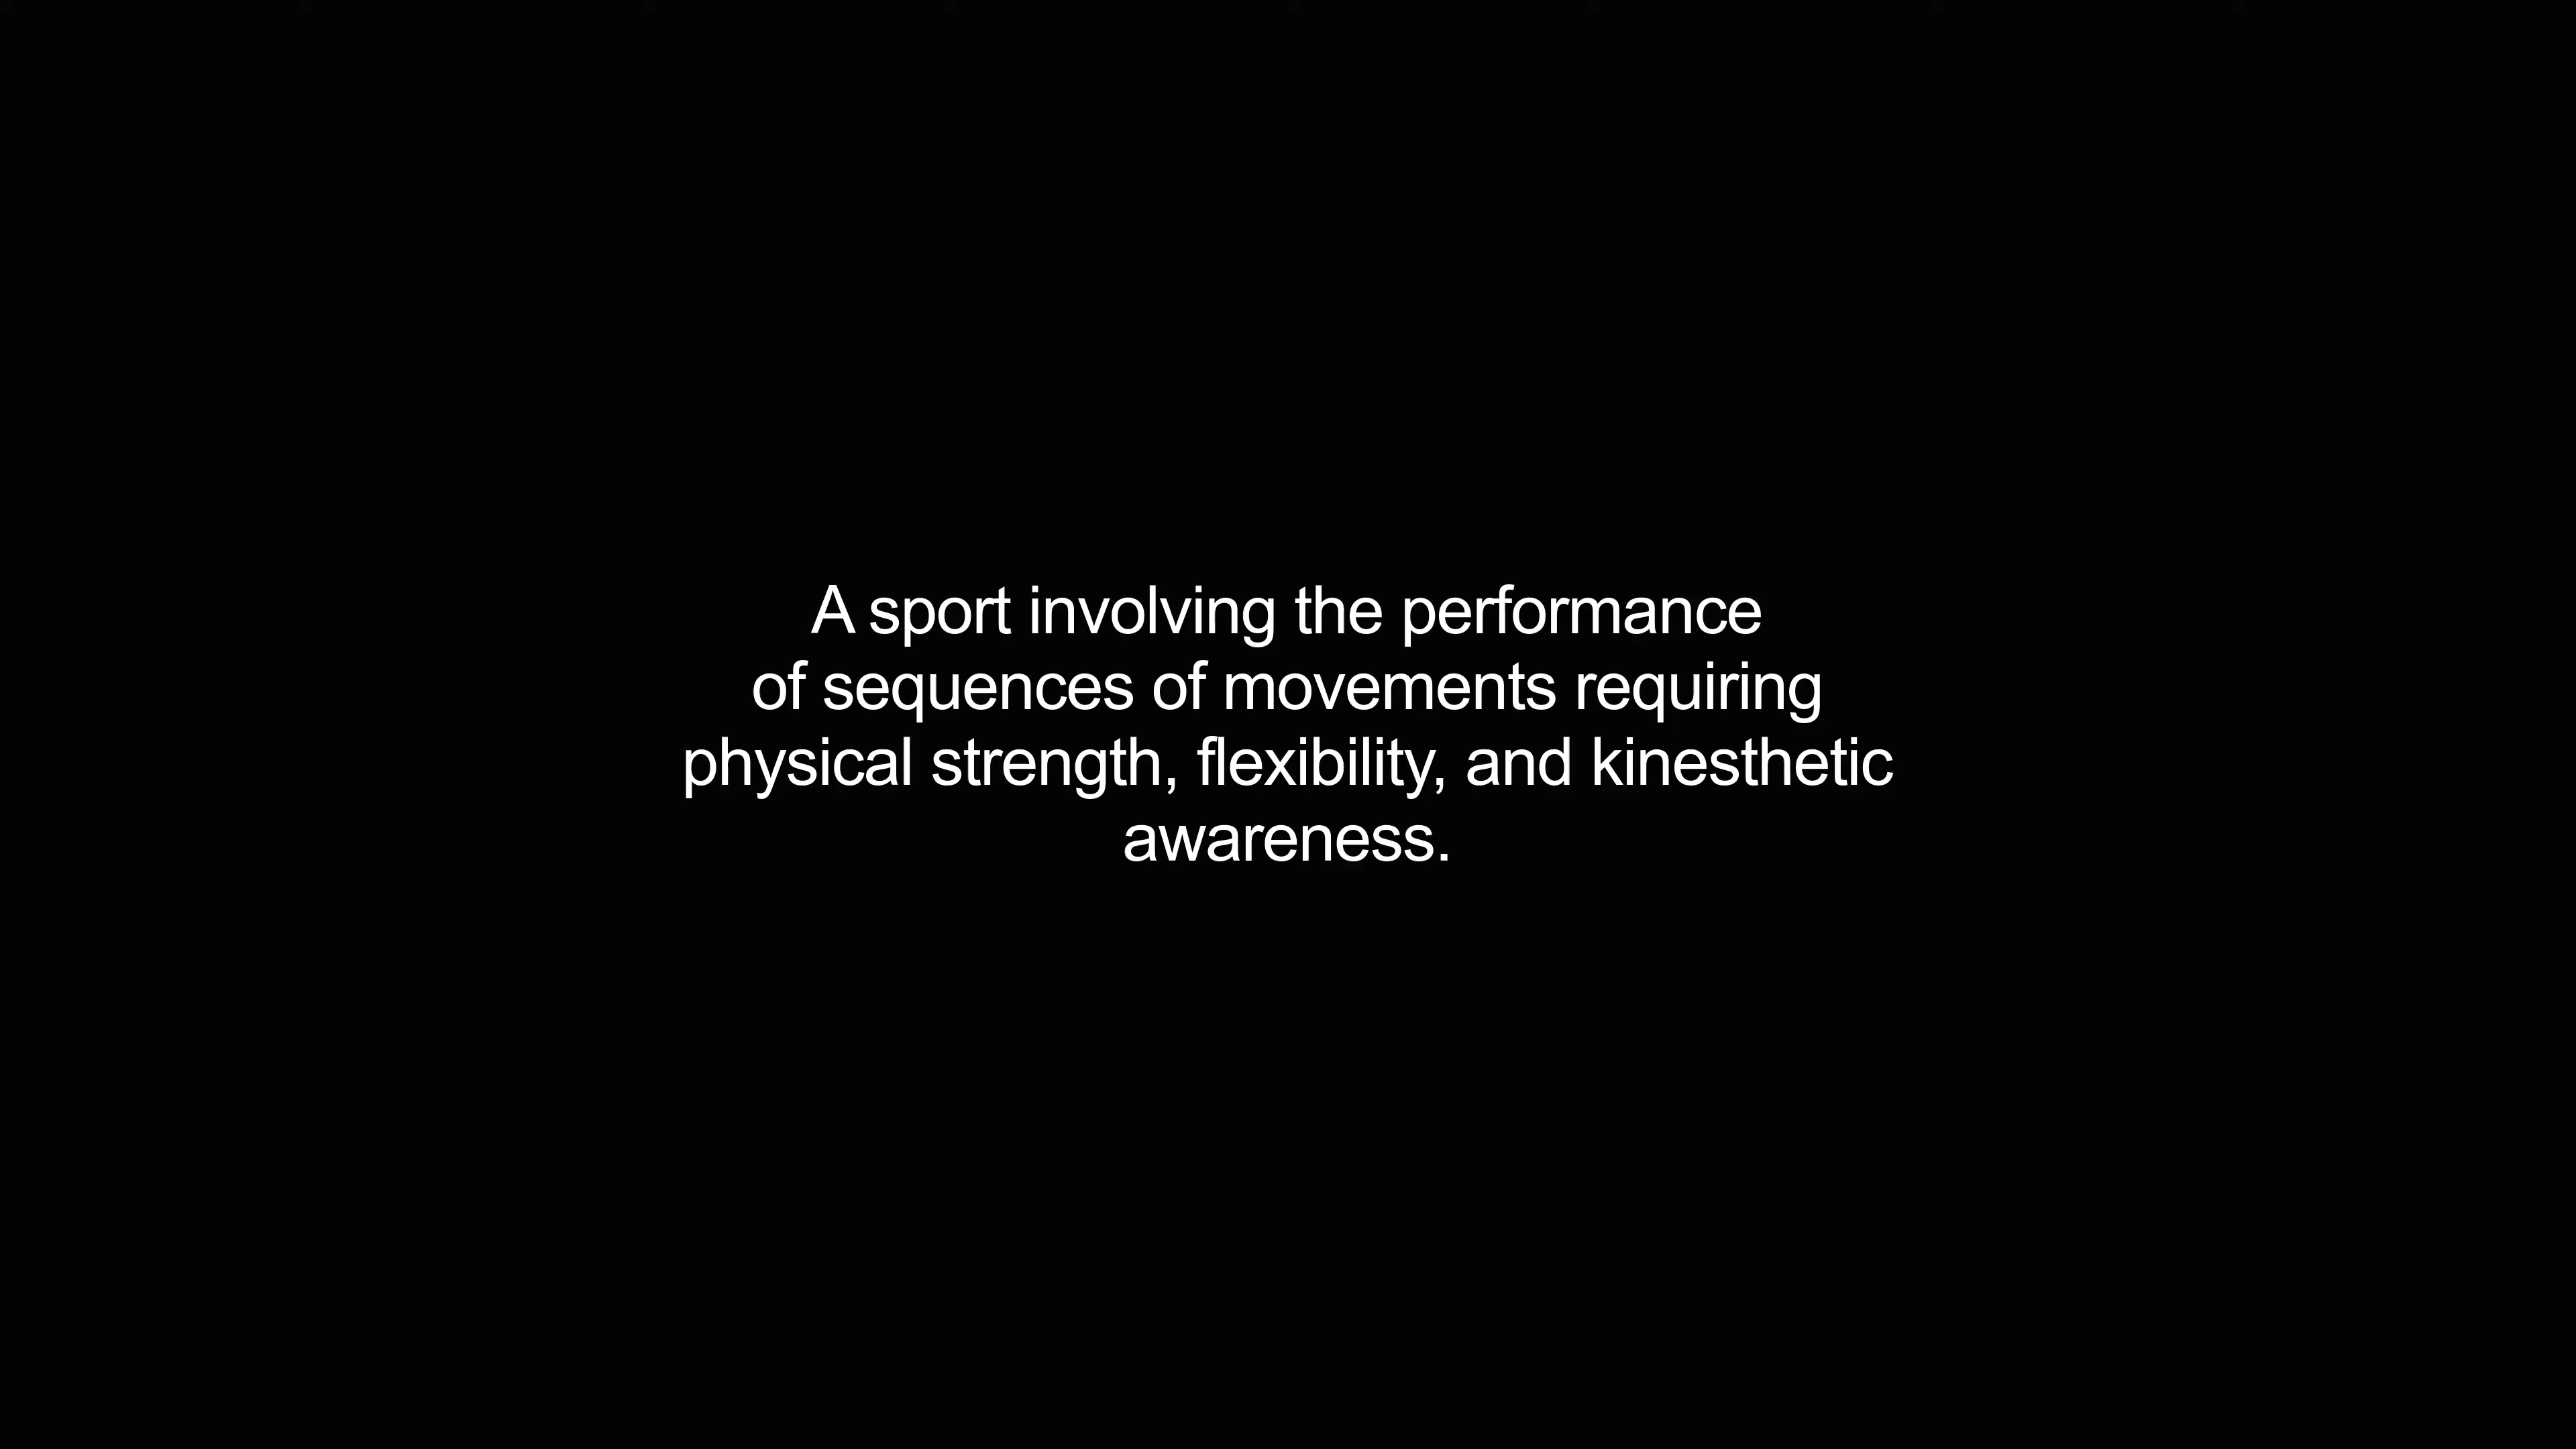 A sport involving the performance
of sequences of movements requiring
physical strength, flexibility, and kinesthetic
awareness.